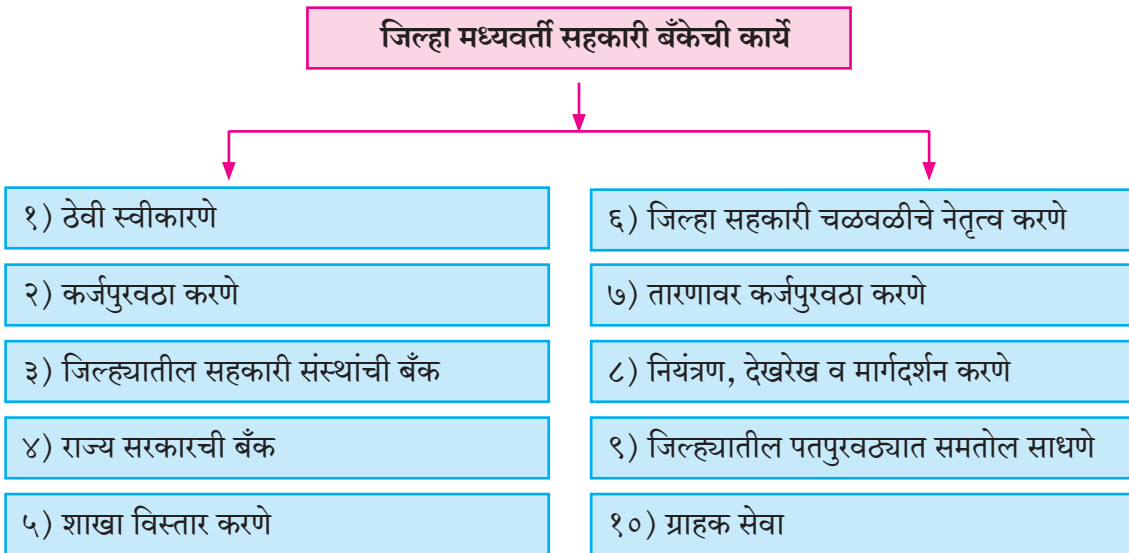 जिल्हा मध्यवर्ती सहकारी बँकेची कार्ये
१) ठेवी स्वीकारणे
२) कर्जपुरवठा करणे
३) जिल्ह्यातील सहकारी संस्थांची बँक
४) राज्य सरकारची बँक
५) शाखा विस्तार करणे
६) जिल्हा सहकारी चळवळीचे नेतृत्व करणे
७) तारणावर कर्जपुरवठा करणे
८) नियंत्रण, देखरेख व मार्गदर्शन करणे
९) जिल्ह्यातील पतपुरवठ्यात समतोल साधणे
१०) ग्राहक सेवा